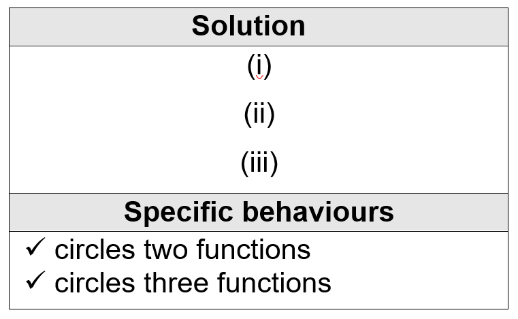 Solution
(i)
(ii)
(iii)
Specific behaviours
✓ circles two functions
✓ circles three functions